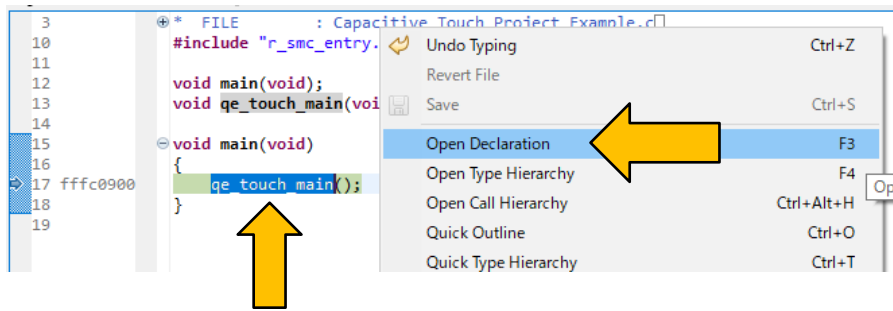 3 * FILE : Capacitive Touch Project Example.c
10 #include "r_smc_entry.
11
12 void main(void);
13 void qe_touch_main(voi
14
15 void main(void)
16 {
17 fffc0900 qe_touch_main();
18 }
19
Undo Typing Ctrl+Z
Revert File
Save Ctrl+S
Open Declaration F3
Open Type Hierarchy F4
Open Call Hierarchy Ctrl+Alt+H
Quick Outline Ctrl+O
Quick Type Hierarchy Ctrl+T
Op